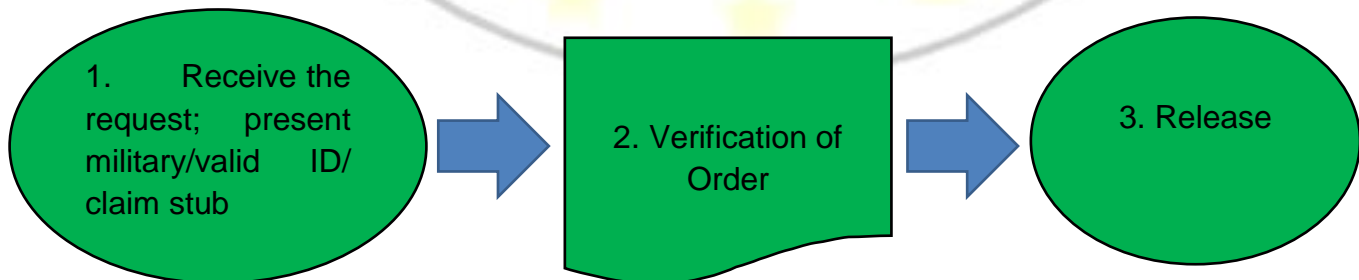 1. Receive the
request; present
military/valid ID/
claim stub
2. Verification of
Order
3. Release